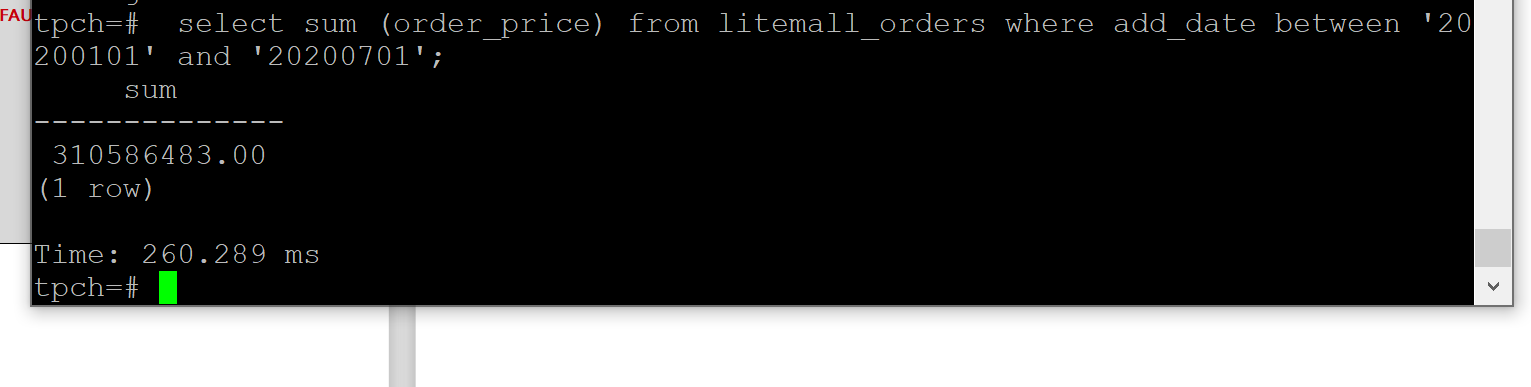 FAU
tpch=#  select sum (order_price) from litemall_orders where add_date between '20
200101' and '20200701';
     sum
--------------
 310586483.00
(1 row)
Time: 260.289 ms
tpch=#